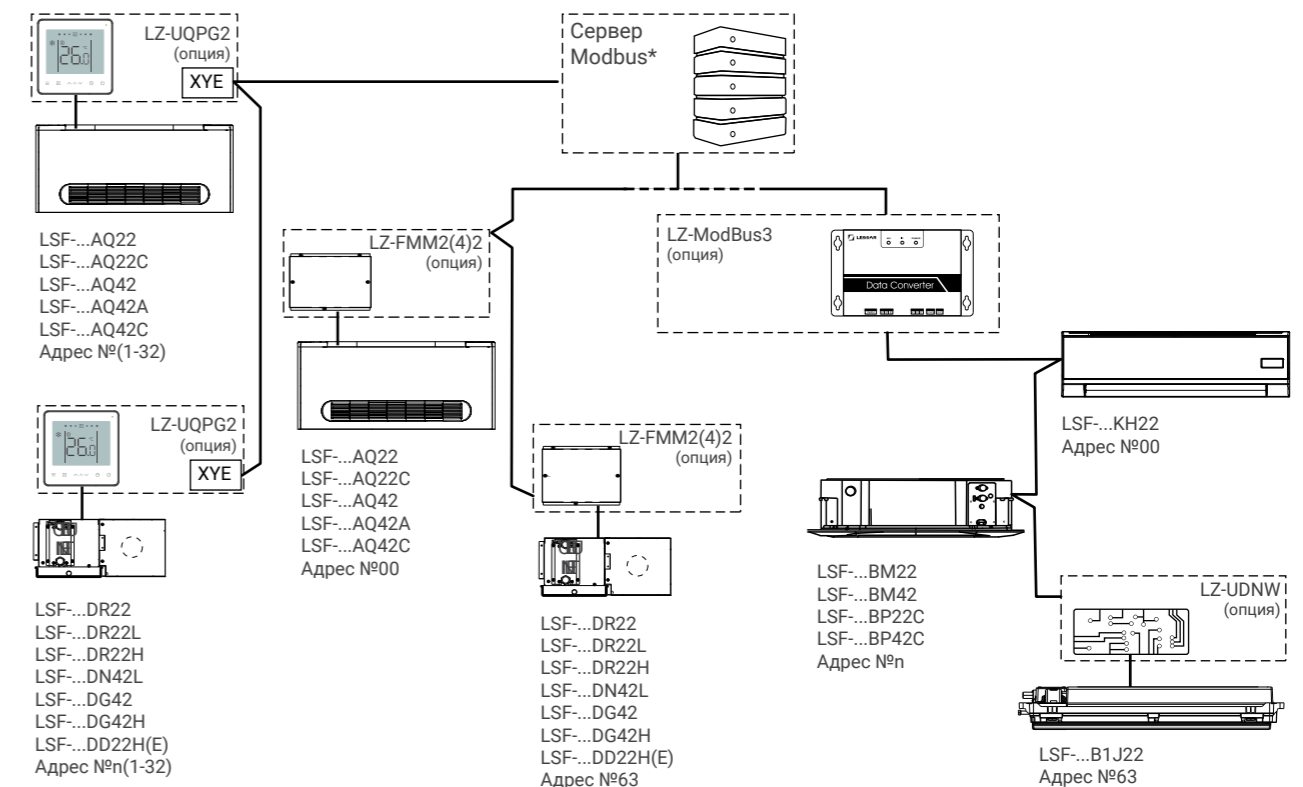 LZ-UQPG2
(опция)
XYE
26.0
Сервер
Modbus*
LSF-...AQ22
LSF-...AQ22C
LSF-...AQ42
LSF-...AQ42A
LSF-...AQ42C
Адрес №(1-32)
LZ-FMM2(4)2
(опция)
LZ-ModBus3
(опция)
LESSAR
Data Converter
LSF-...KH22
Адрес №00
LZ-UQPG2
(опция)
XYE
26.0
LSF-...AQ22
LSF-...AQ22C
LSF-...AQ42
LSF-...AQ42A
LSF-...AQ42C
Адрес №00
LZ-FMM2(4)2
(опция)
LSF-...DR22
LSF-...DR22L
LSF-...DR22H
LSF-...DN42L
LSF-...DG42
LSF-...DG42H
LSF-...DD22H(E)
Адрес №n(1-32)
LSF-...DR22
LSF-...DR22L
LSF-...DR22H
LSF-...DN42L
LSF-...DG42
LSF-...DG42H
LSF-...DD22H(E)
Адрес №63
LSF-...BM22
LSF-...BM42
LSF-...BP22C
LSF-...BP42C
Адрес №n
LZ-UDNW
(опция)
LSF-...B1J22
Адрес №63